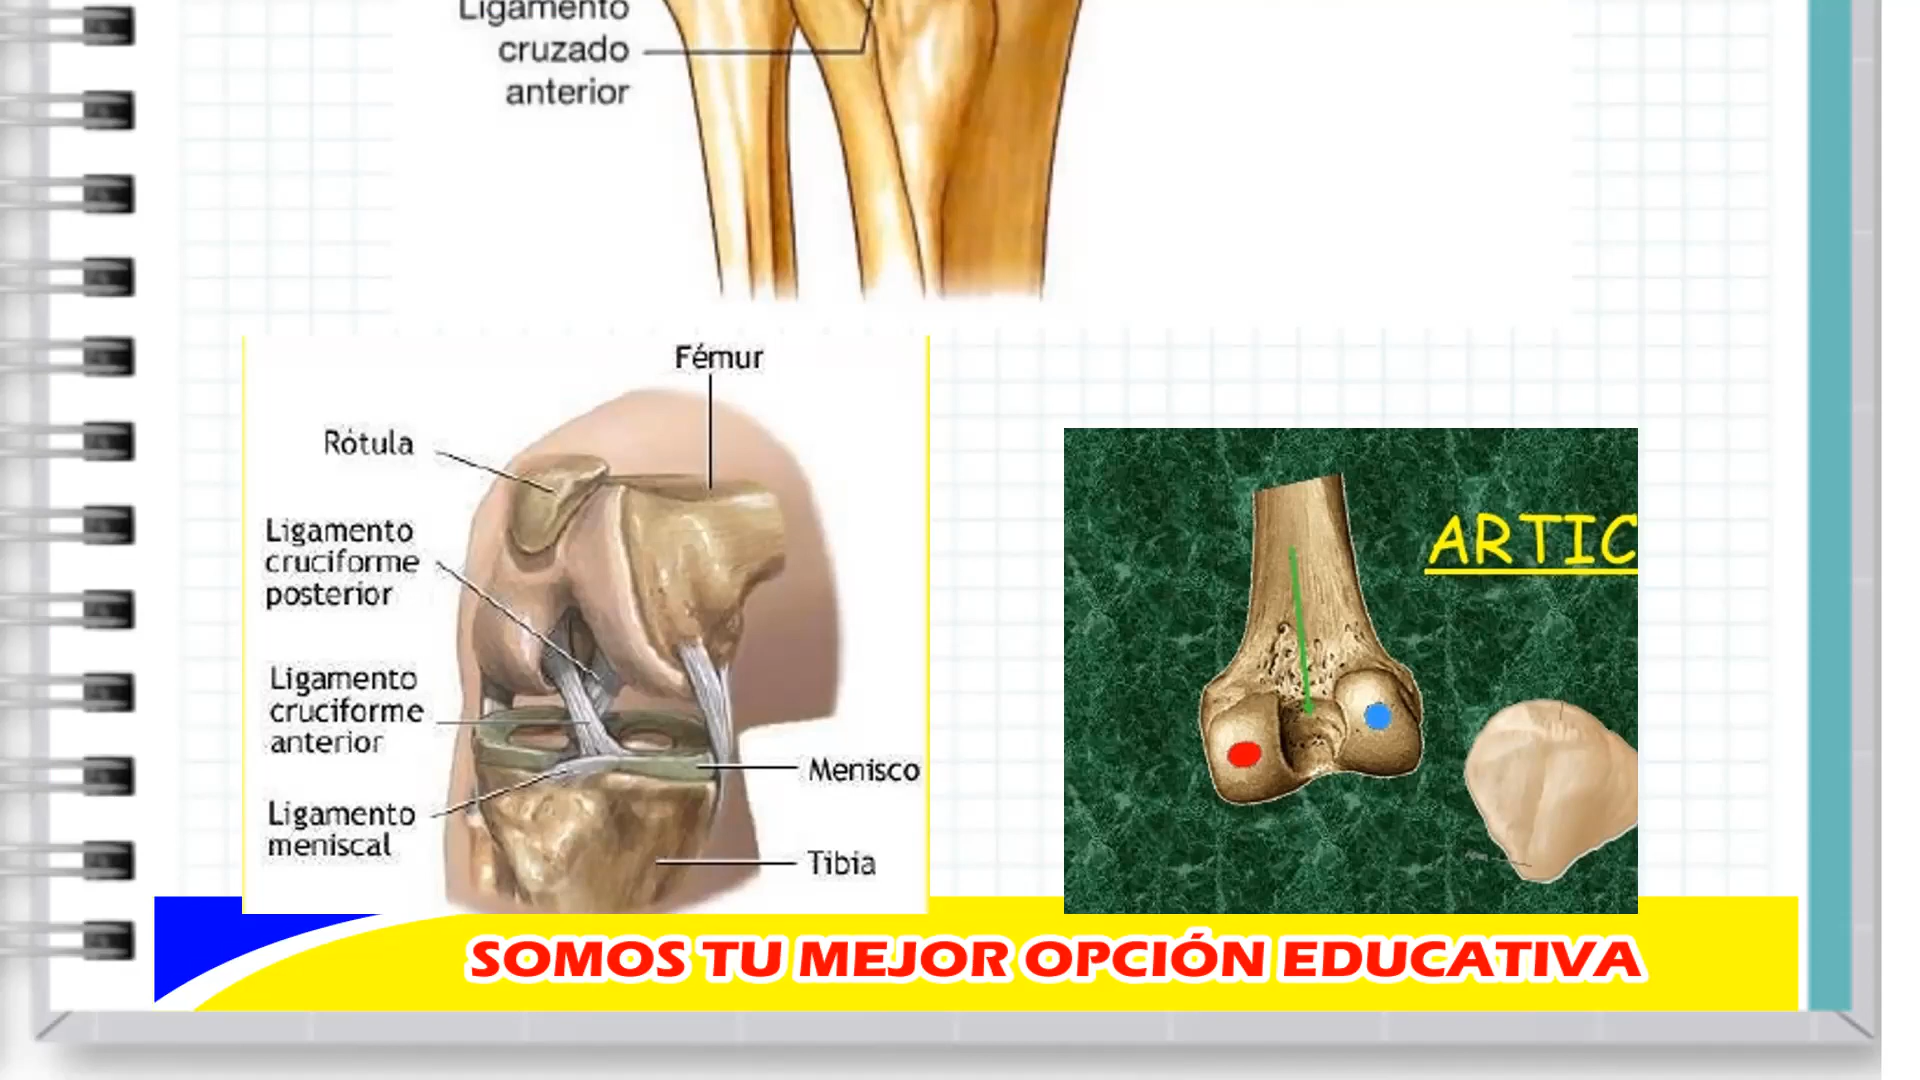 Ligamento
cruzado
anterior
Fémur
Rótula
Ligamento
cruciforme
posterior
Ligamento
cruciforme
anterior
Menisco
Ligamento
meniscal
Tibia
ARTIC
SOMOS TU MEJOR OPCIÓN EDUCATIVA